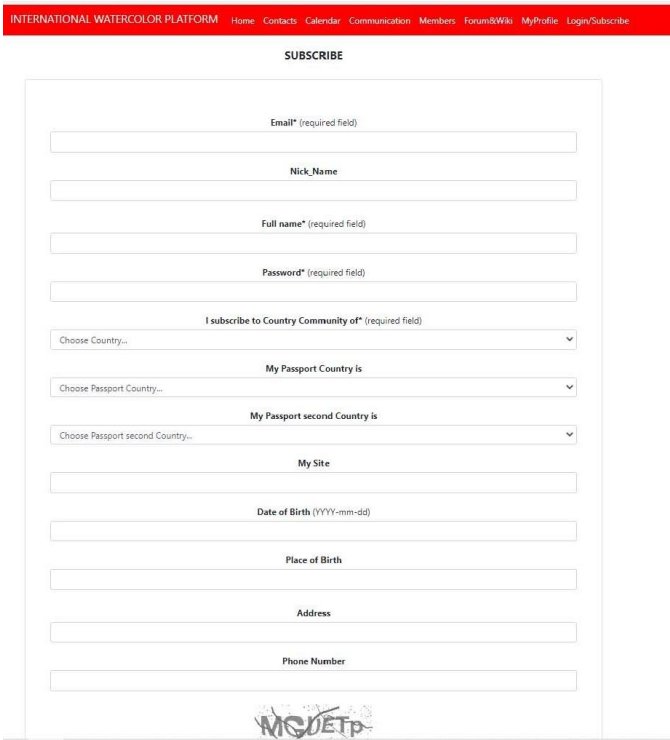 INTERNATIONAL WATERCOLOR PLATFORM Home Contacts Calendar Communication Members Forum&Wiki MyProfile Login/Subscribe
SUBSCRIBE
Email* (required field)
Nick_Name
Full name* (required field)
Password* (required field)
I subscribe to Country Community of* (required field)
Choose Country...
My Passport Country is
Choose Passport Country...
My Passport second Country is
Choose Passport second Country...
My Site
Date of Birth (YYYY-mm-dd)
Place of Birth
Address
Phone Number